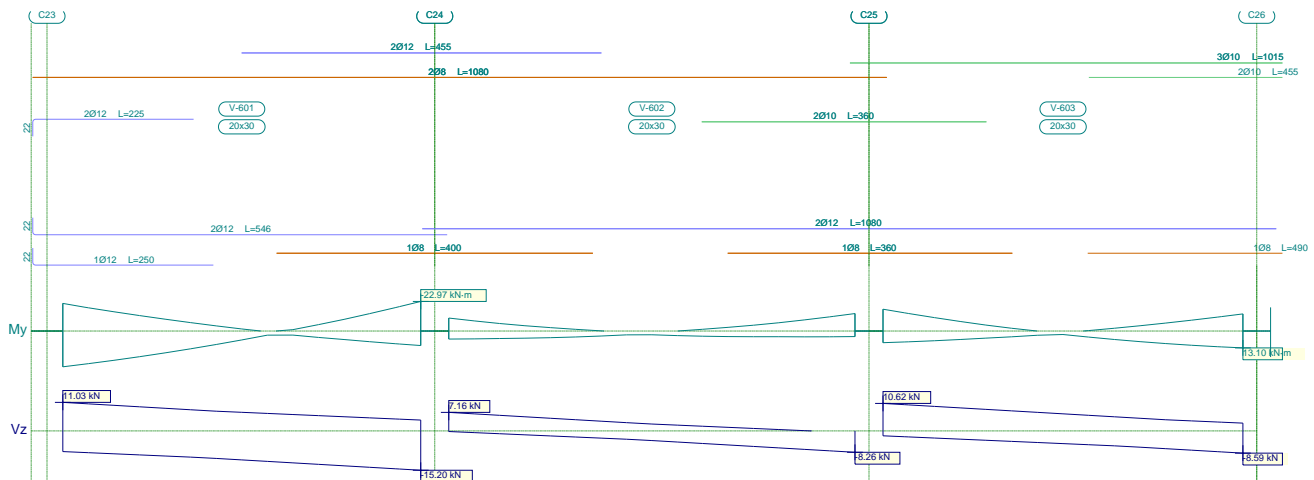 C23 C24 C25 C26
2Ø12 L=455
3Ø10 L=1015
2Ø8 L=1080 2Ø10 L=455
V-601 V-602 V-603
2Ø12 L=225 2Ø10 L=360
22 20x30 20x30 20x30
22 2Ø12 L=546 2Ø12 L=1080
1Ø8 L=400 1Ø8 L=360 1Ø8 L=490
22 1Ø12 L=250
-22.97 kN·m
My
13.10 kN·m
11.03 kN 7.16 kN 10.62 kN
Vz
-15.20 kN -8.26 kN -8.59 kN